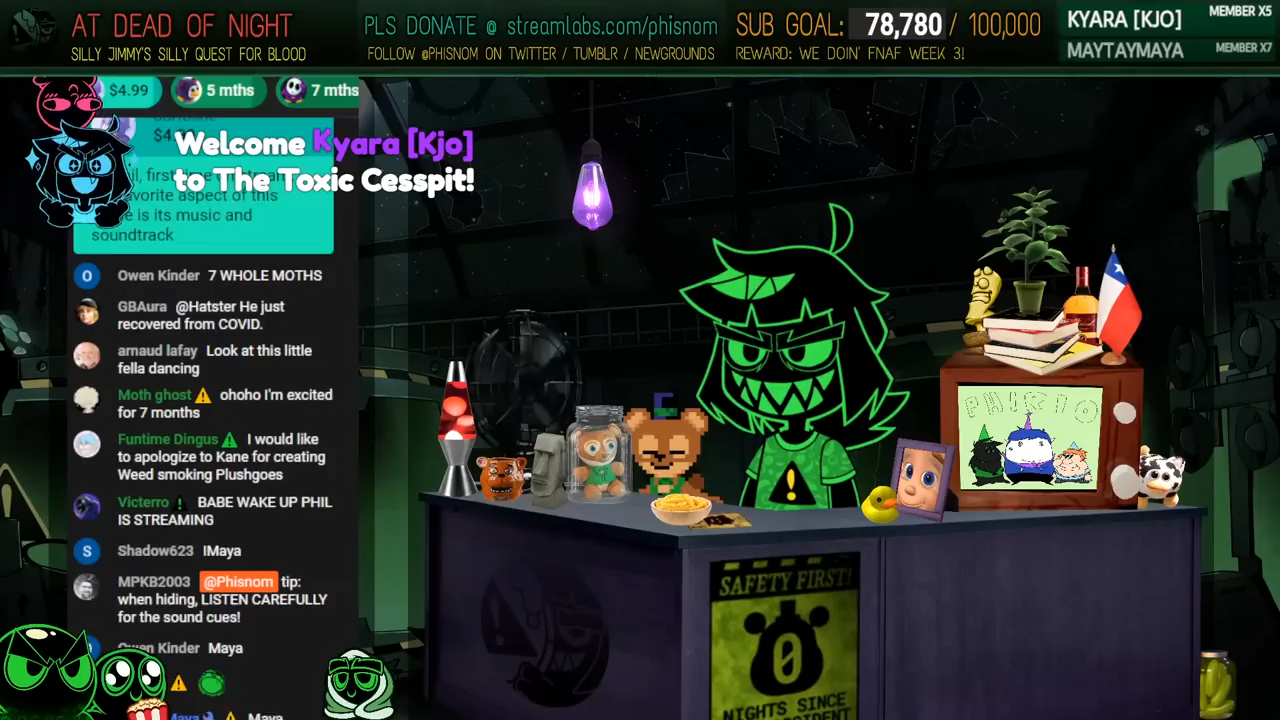 AT DEAD OF NIGHT
SILLY JIMMY'S SILLY QUEST FOR BLOOD
PLS DONATE @ streamlabs.com/phisnom
FOLLOW @PHISNOM ON TWITTER / TUMBLR / NEWGROUNDS
SUB GOAL: 78,780 / 100,000
REWARD: WE DOIN' FNAF WEEK 3!
KYARA [KJO] MEMBER X5
MAYTAYMAYA MEMBER X7
$4.99 5 mths 7 mths
Welcome Kyara [Kjo]
to The Toxic Cesspit!
avorite aspect of this
e is its music and
soundtrack
Owen Kinder 7 WHOLE MOTHS
GBAura @Hatster He just
recovered from COVID.
arnaud lafay Look at this little
fella dancing
Moth ghost ohoho I'm excited
for 7 months
Funtime Dingus I would like
to apologize to Kane for creating
Weed smoking Plushgoes
Victerro BABE WAKE UP PHIL
IS STREAMING
Shadow623 IMaya
MPKB2003 @Phisnom tip:
when hiding, LISTEN CAREFULLY
for the sound cues!
Owen Kinder Maya
Maya Maya
PHIRIO
SAFETY FIRST!
0
NIGHTS SINCE